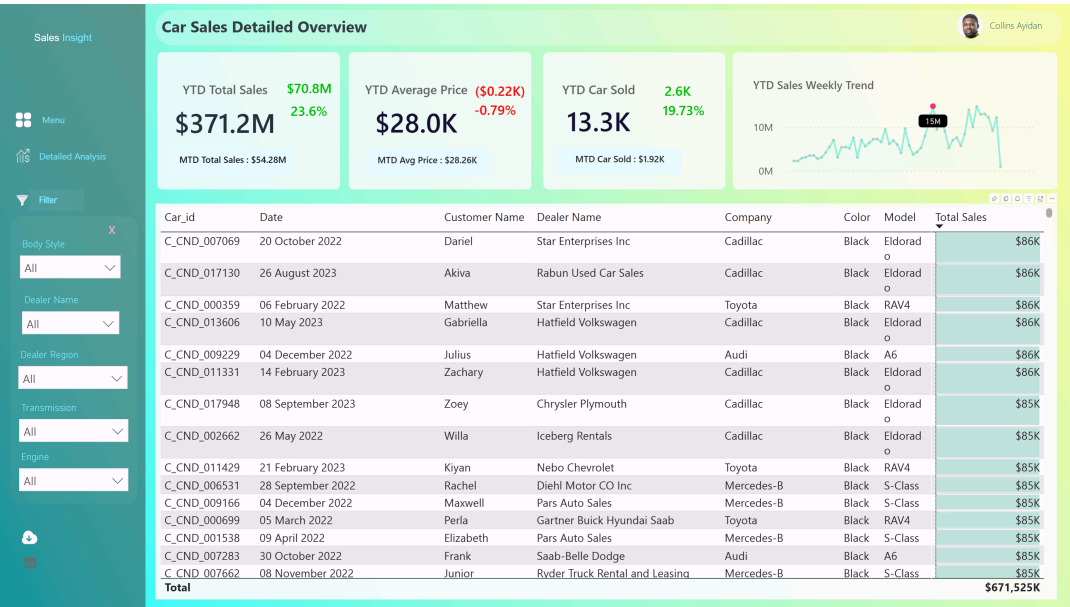 Sales Insight
Menu
Detailed Analysis
Filter
X
Body Style
All
Dealer Name
All
Dealer Region
All
Transmission
All
Engine
All
Car Sales Detailed Overview
Collins Ayidan
YTD Total Sales $70.8M
23.6%
$371.2M
MTD Total Sales : $54.28M
YTD Average Price ($0.22K)
-0.79%
$28.0K
MTD Avg Price : $28.26K
YTD Car Sold 2.6K
19.73%
13.3K
MTD Car Sold : $1.92K
YTD Sales Weekly Trend
15M
10M
0M
Car_id Date Customer Name Dealer Name Company Color Model Total Sales
C_CND_007069 20 October 2022 Dariel Star Enterprises Inc Cadillac Black Eldorad $86K
o
C_CND_017130 26 August 2023 Akiva Rabun Used Car Sales Cadillac Black Eldorad $86K
o
C_CND_000359 06 February 2022 Matthew Star Enterprises Inc Toyota Black RAV4 $86K
C_CND_013606 10 May 2023 Gabriella Hatfield Volkswagen Cadillac Black Eldorad $86K
o
C_CND_009229 04 December 2022 Julius Hatfield Volkswagen Audi Black A6 $86K
C_CND_011331 14 February 2023 Zachary Hatfield Volkswagen Cadillac Black Eldorad $86K
o
C_CND_017948 08 September 2023 Zoey Chrysler Plymouth Cadillac Black Eldorad $85K
o
C_CND_002662 26 May 2022 Willa Iceberg Rentals Cadillac Black Eldorad $85K
o
C_CND_011429 21 February 2023 Kiyan Nebo Chevrolet Toyota Black RAV4 $85K
C_CND_006531 28 September 2022 Rachel Diehl Motor CO Inc Mercedes-B Black S-Class $85K
C_CND_009166 04 December 2022 Maxwell Pars Auto Sales Mercedes-B Black S-Class $85K
C_CND_000699 05 March 2022 Perla Gartner Buick Hyundai Saab Toyota Black RAV4 $85K
C_CND_001538 09 April 2022 Elizabeth Pars Auto Sales Mercedes-B Black S-Class $85K
C_CND_007283 30 October 2022 Frank Saab-Belle Dodge Audi Black A6 $85K
C_CND_007662 08 November 2022 Junior Ryder Truck Rental and Leasing Mercedes-B Black S-Class $85K
Total $671,525K